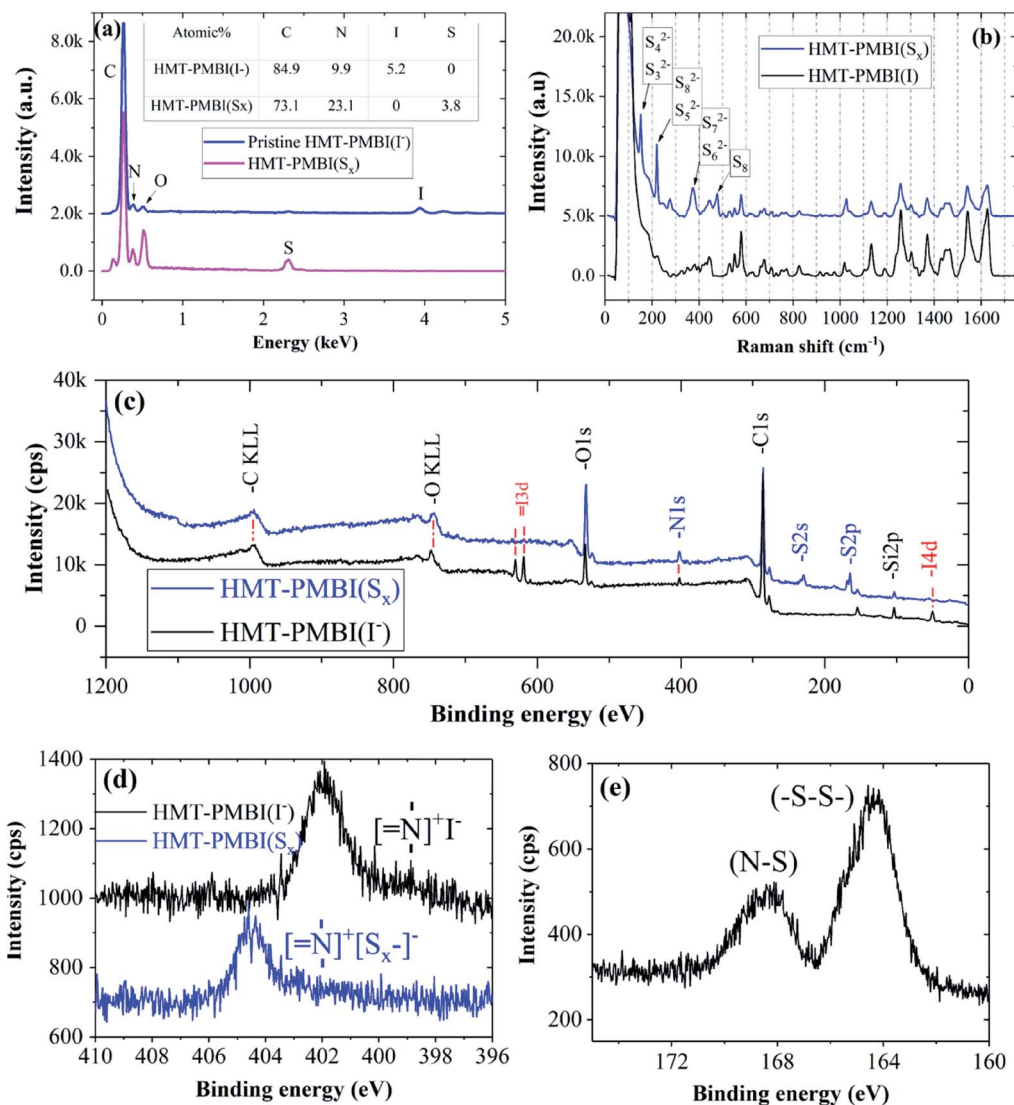 (a)
Atomic% C N I S
HMT-PMBI(I-) 84.9 9.9 5.2 0
HMT-PMBI(Sx) 73.1 23.1 0 3.8
Pristine HMT-PMBI(I⁻)
HMT-PMBI(Sₓ)
C
N
O
I
S
8.0k
6.0k
4.0k
2.0k
0.0
Intensity (a.u.)
0 1 2 3 4 5
Energy (keV)
(b)
HMT-PMBI(Sₓ)
HMT-PMBI(I)
S₄²⁻
S₃²⁻
S₈²⁻
S₅²⁻
S₇²⁻
S₆²⁻
S₈
20.0k
15.0k
10.0k
5.0k
0.0
Intensity (a.u)
0 200 400 600 800 1000 1200 1400 1600
Raman shift (cm⁻¹)
(c)
40k
30k
20k
10k
0
Intensity (cps)
-C KLL
-O KLL
=I3d
-O1s
-N1s
-C1s
-S2s
-S2p
-Si2p
-I4d
HMT-PMBI(Sₓ)
HMT-PMBI(I⁻)
1200 1000 800 600 400 200 0
Binding energy (eV)
(d)
HMT-PMBI(I⁻)
HMT-PMBI(Sₓ)
[=N]⁺I⁻
[=N]⁺[Sₓ-]⁻
1400
1200
1000
800
600
Intensity (cps)
410 408 406 404 402 400 398 396
Binding energy (eV)
(e)
(-S-S-)
(N-S)
800
600
400
200
Intensity (cps)
172 168 164 160
Binding energy (eV)